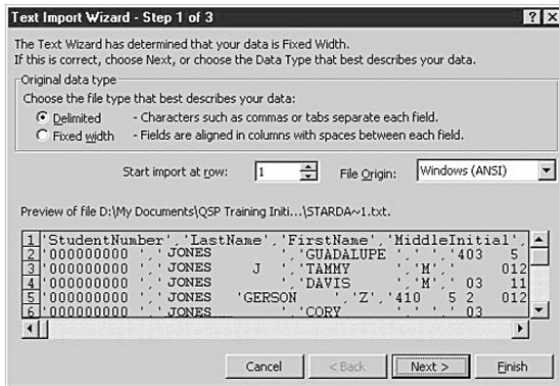 Text Import Wizard - Step 1 of 3
The Text Wizard has determined that your data is Fixed Width.
If this is correct, choose Next, or choose the Data Type that best describes your data.
Original data type
Choose the file type that best describes your data:
Delimited - Characters such as commas or tabs separate each field.
Fixed width - Fields are aligned in columns with spaces between each field.
Start import at row: 1 File Origin: Windows (ANSI)
Preview of file D:\My Documents\QSP Training Initi...\STARDA~1.txt.
1 'StudentNumber','LastName','FirstName','MiddleInitial',
2 '000000000 ',' JONES ','GUADALUPE ',' ','403 5
3 '000000000 ',' J ','TAMMY ','M',' 012
4 '000000000 ',' JONES ','DAVIS ','M',' 03 11
5 '000000000 ',' JONES 'GERSON ','Z','410 5 2 012
6 '000000000 ',' JONES ','CORY ',' ',' 03
Cancel < Back Next > Finish